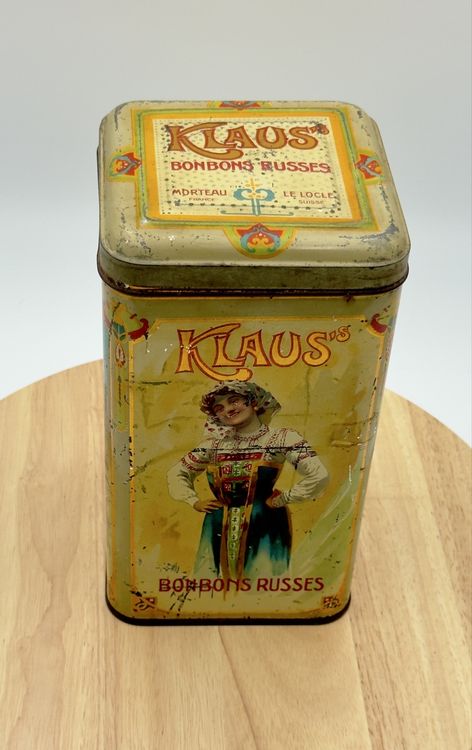 KLAUS'S
BONBONS RUSSES
MORTEAU LE LOCLE
FRANCE SUISSE
KLAUS'S
BONBONS RUSSES